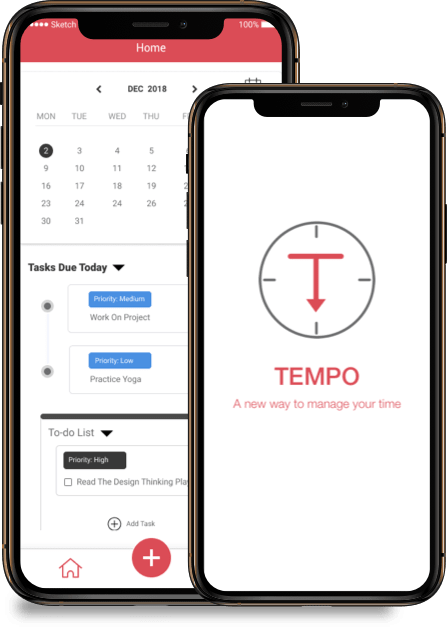 Sketch
100%
Home
DEC 2018
MON TUE WED THU
2 3 4 5
9 10 11 12
16 17 18 19
23 24 24 26
30 31
Tasks Due Today
Priority: Medium
Work On Project
Priority: Low
Practice Yoga
To-do List
Priority: High
Read The Design Thinking Play
Add Task
T
TEMPO
A new way to manage your time